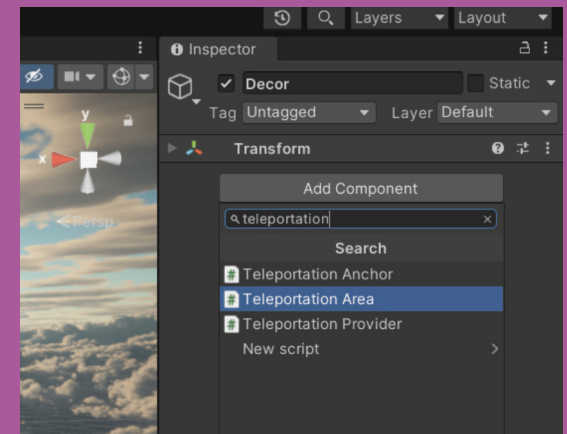 Layers Layout
Inspector
Decor Static
Tag Untagged Layer Default
y
x
Persp
Transform
Add Component
teleportation
Search
# Teleportation Anchor
# Teleportation Area
# Teleportation Provider
New script